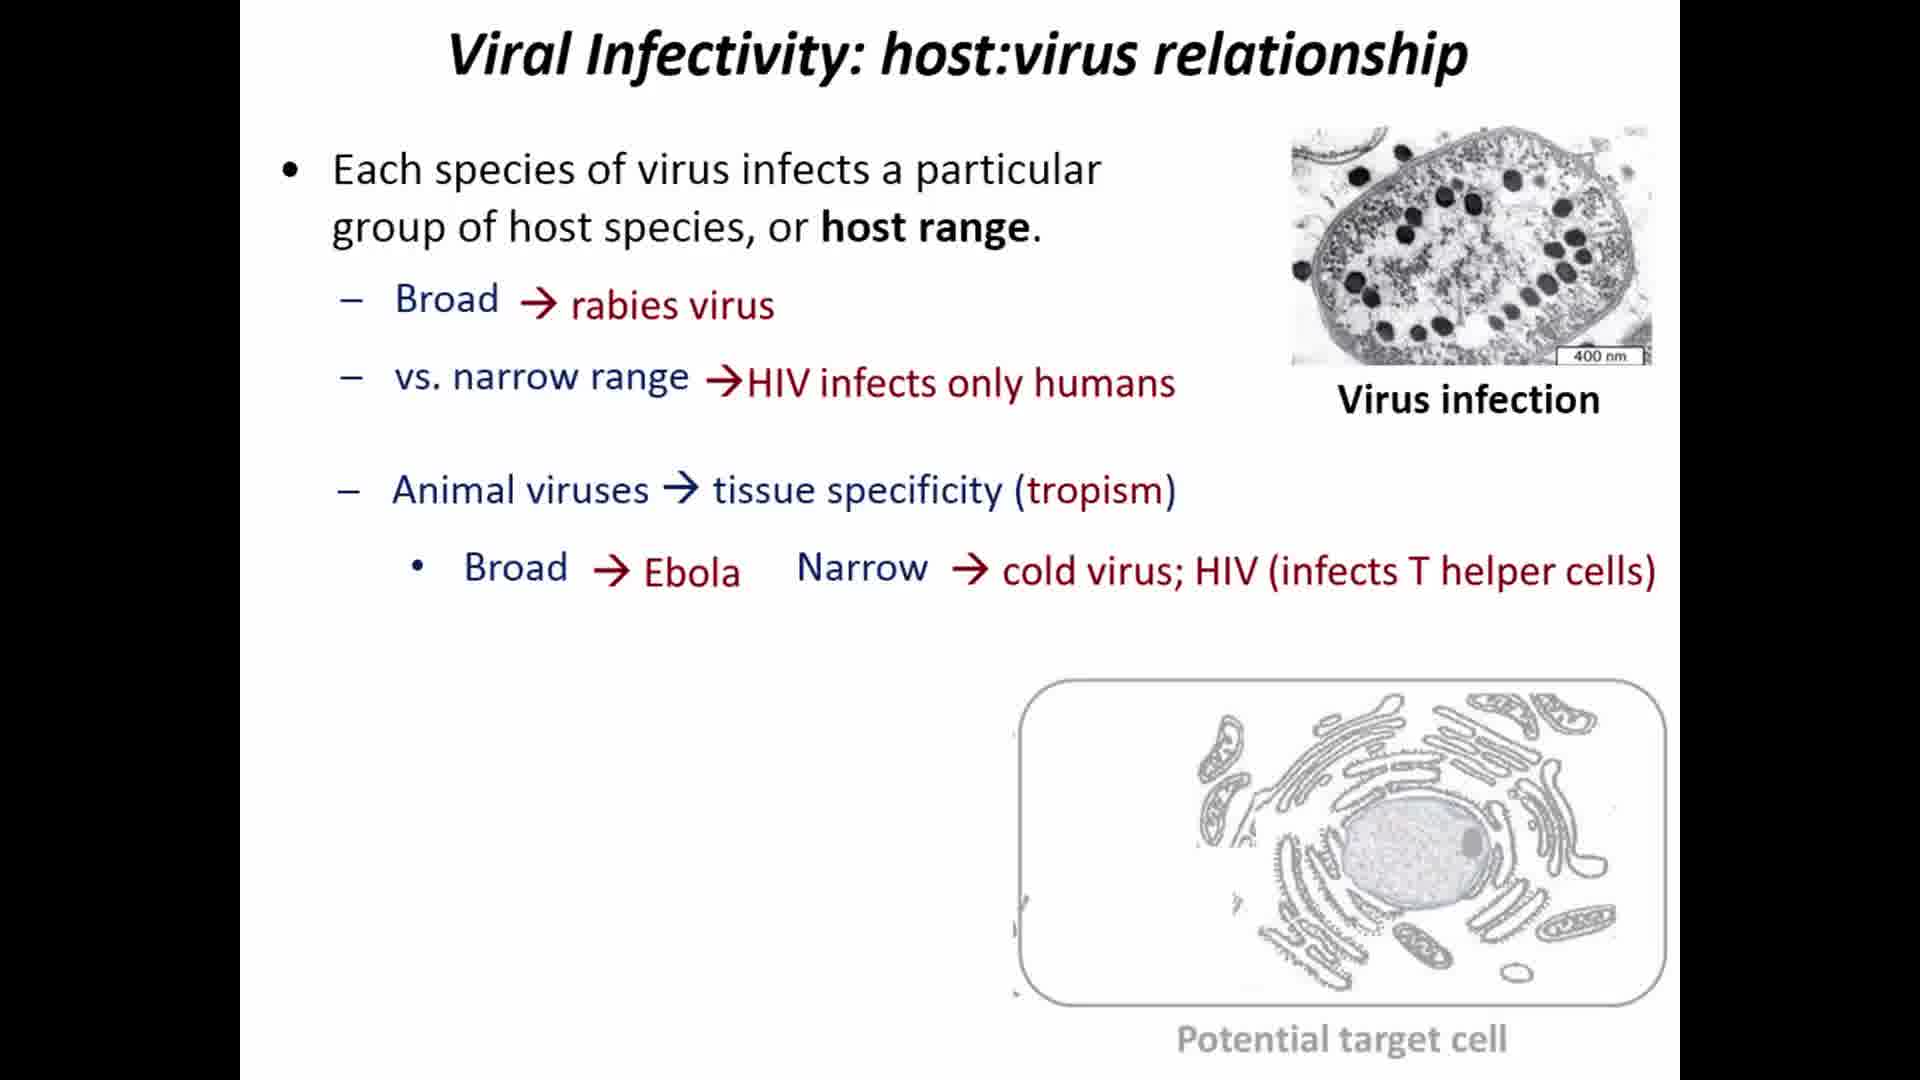 Viral Infectivity: host:virus relationship
• Each species of virus infects a particular
group of host species, or host range.
– Broad → rabies virus
– vs. narrow range →HIV infects only humans
400 nm
Virus infection
– Animal viruses → tissue specificity (tropism)
• Broad → Ebola Narrow → cold virus; HIV (infects T helper cells)
Potential target cell